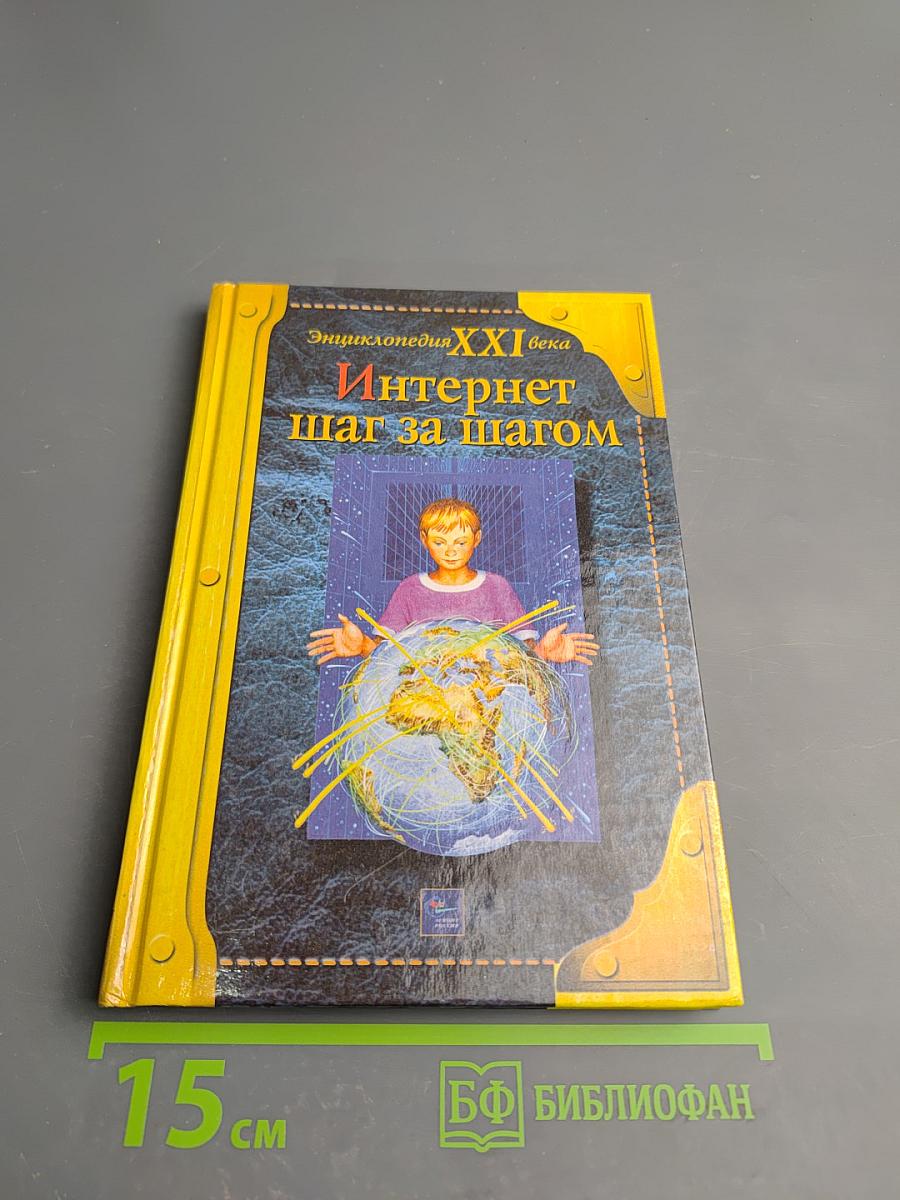 Энциклопедия XXI века
Интернет
шаг за шагом
15 см
БФ БИБЛИОФАН